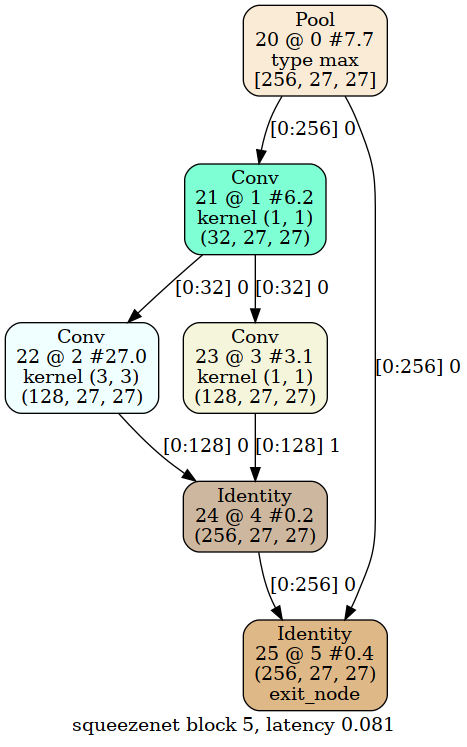 Pool
20 @ 0 #7.7
type max
[256, 27, 27]
[0:256] 0
Conv
21 @ 1 #6.2
kernel (1, 1)
(32, 27, 27)
[0:32] 0
[0:32] 0
Conv
22 @ 2 #27.0
kernel (3, 3)
(128, 27, 27)
Conv
23 @ 3 #3.1
kernel (1, 1)
(128, 27, 27)
[0:256] 0
[0:128] 0
[0:128] 1
Identity
24 @ 4 #0.2
(256, 27, 27)
[0:256] 0
Identity
25 @ 5 #0.4
(256, 27, 27)
exit_node
squeezenet block 5, latency 0.081